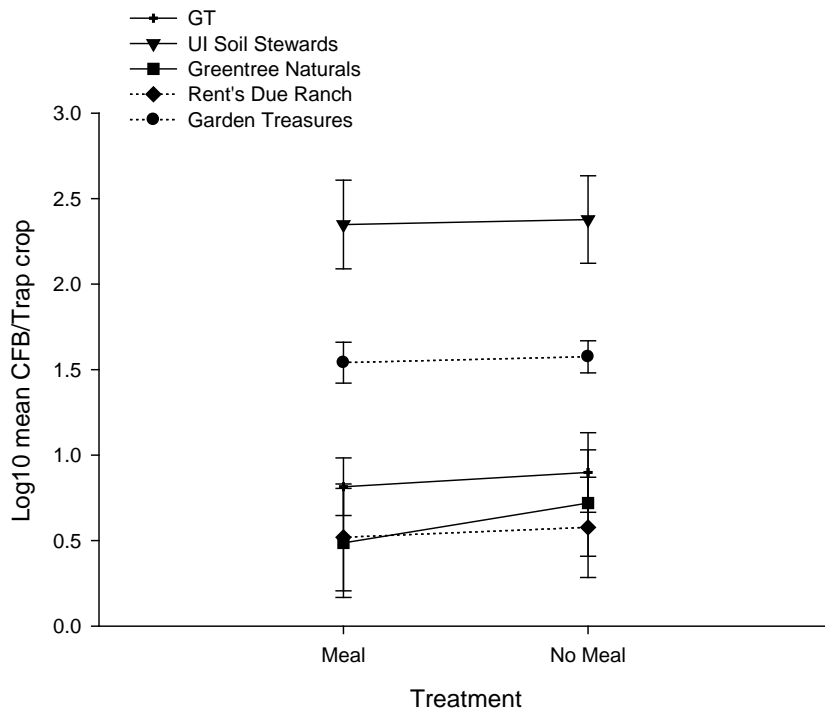 GT
UI Soil Stewards
Greentree Naturals
Rent's Due Ranch
Garden Treasures
3.0
2.5
2.0
1.5
1.0
0.5
0.0
Log10 mean CFB/Trap crop
Meal
No Meal
Treatment